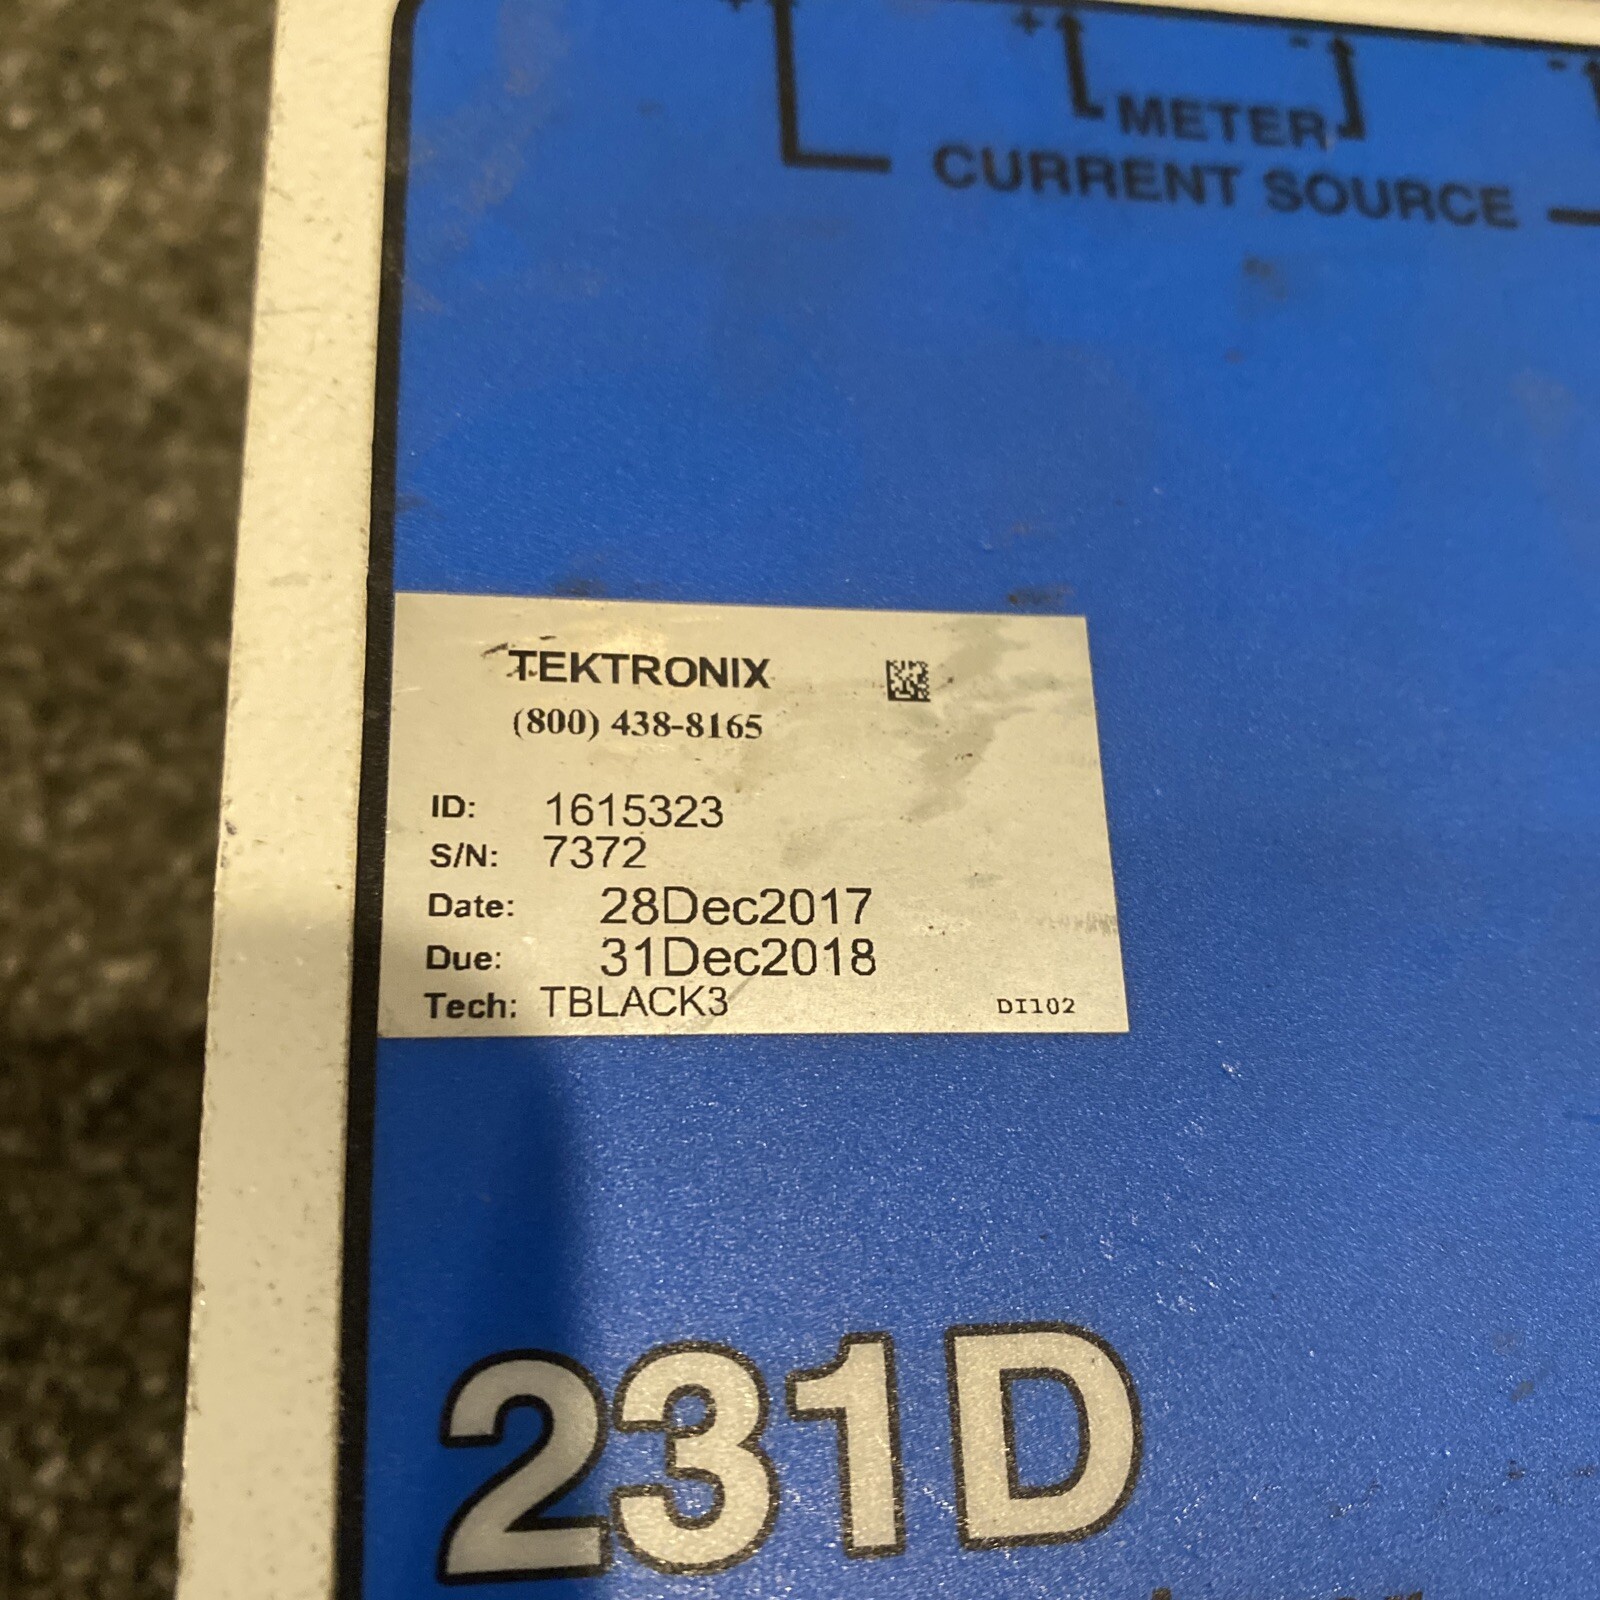 +
+ -
-
METER
CURRENT SOURCE
TEKTRONIX
(800) 438-8165
ID: 1615323
S/N: 7372
Date: 28Dec2017
Due: 31Dec2018
Tech: TBLACK3 DI102
231D